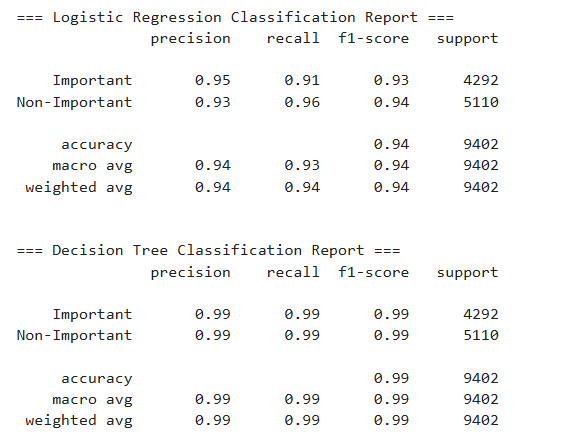 === Logistic Regression Classification Report ===
precision recall f1-score support
Important 0.95 0.91 0.93 4292
Non-Important 0.93 0.96 0.94 5110
accuracy 0.94 9402
macro avg 0.94 0.93 0.94 9402
weighted avg 0.94 0.94 0.94 9402
=== Decision Tree Classification Report ===
precision recall f1-score support
Important 0.99 0.99 0.99 4292
Non-Important 0.99 0.99 0.99 5110
accuracy 0.99 9402
macro avg 0.99 0.99 0.99 9402
weighted avg 0.99 0.99 0.99 9402